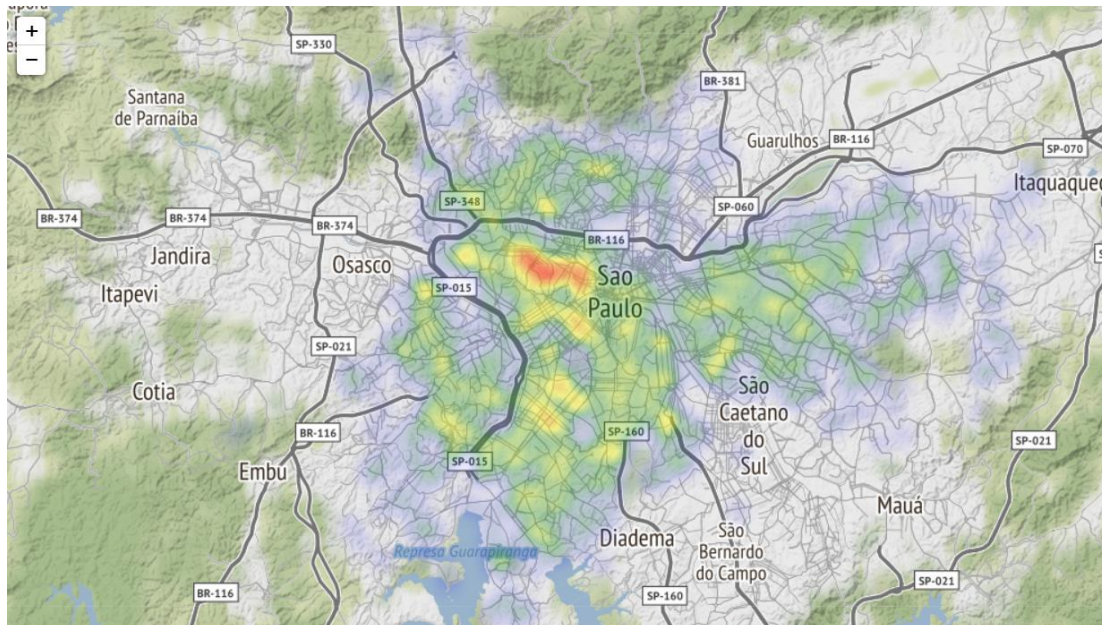 +
−
SP-330
BR-381
Santana
de Parnaíba
Guarulhos
BR-116
SP-070
Itaquaquec
SP-348
SP-060
BR-374
BR-374
BR-374
BR-116
Jandira
Osasco
São
Paulo
SP-015
Itapevi
SP-021
Cotia
São
Caetano
do
Sul
BR-116
SP-160
SP-021
Embu
SP-015
Mauá
Diadema
São
Bernardo
do Campo
Represa Guarapiranga
SP-021
BR-116
SP-160